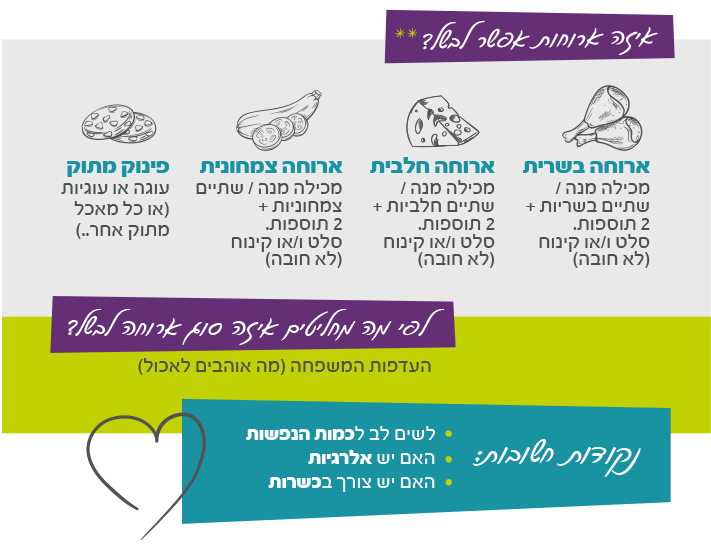 איזה ארוחות אפשר לבשל?**
ארוחה בשרית
מכילה מנה /
שתיים בשריות +
2 תוספות.
סלט ו/או קינוח
(לא חובה)
ארוחה חלבית
מכילה מנה /
שתיים חלביות +
2 תוספות.
סלט ו/או קינוח
(לא חובה)
ארוחה צמחונית
מכילה מנה / שתיים
צמחוניות +
2 תוספות.
סלט ו/או קינוח
(לא חובה)
פינוק מתוק
עוגה או עוגיות
(או כל מאכל
מתוק אחר..)
לפי מה מחליטים איזה סוג ארוחה לבשל?
העדפות המשפחה (מה אוהבים לאכול)
נקודות חשובות:
• לשים לב לכמות הנפשות
• האם יש אלרגיות
• האם יש צורך בכשרות